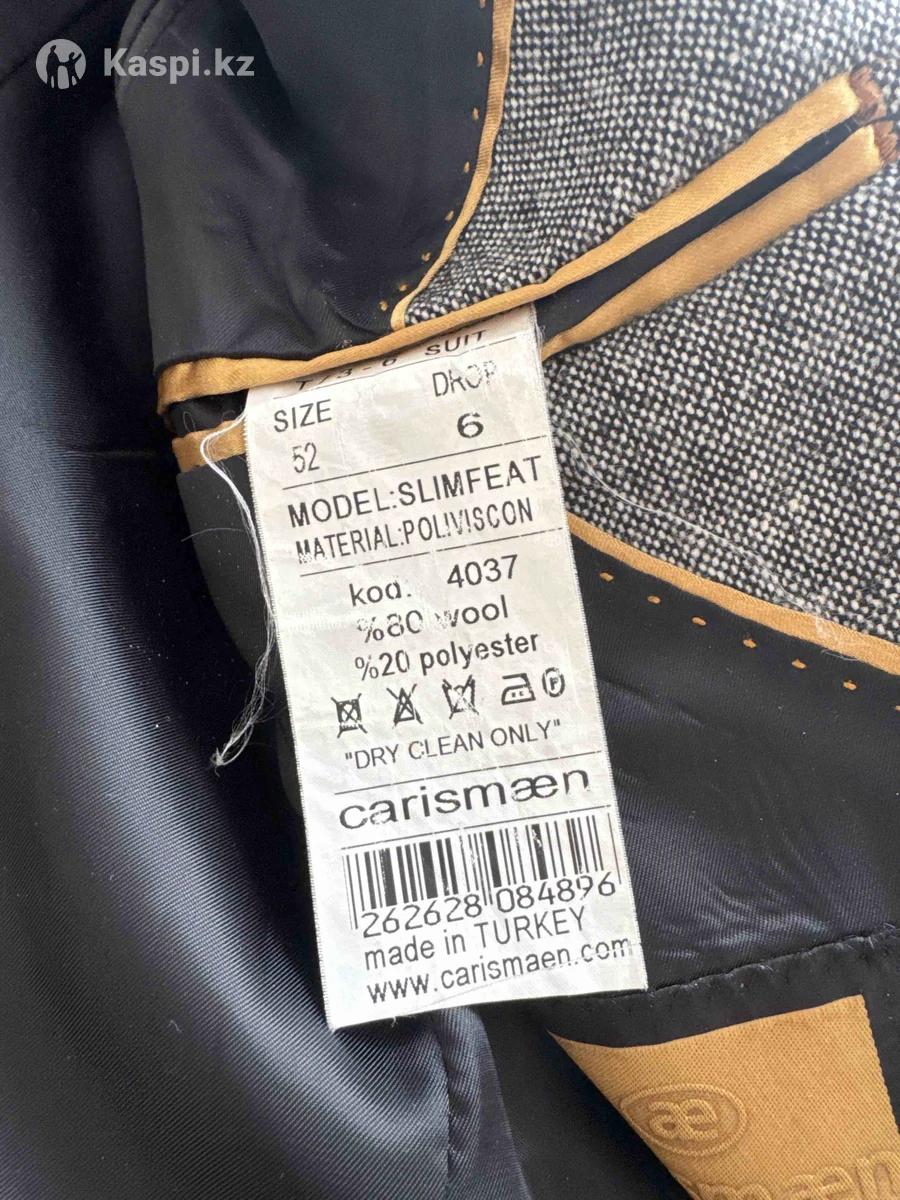 Kaspi.kz
SUIT
SIZE DROP
52 6
MODEL:SLIMFEAT
MATERIAL:POLIVISCON
kod. 4037
%80 wool
%20 polyester
P
"DRY CLEAN ONLY"
carismæn
262628 084896
made in TURKEY
www.carismaen.com
æ